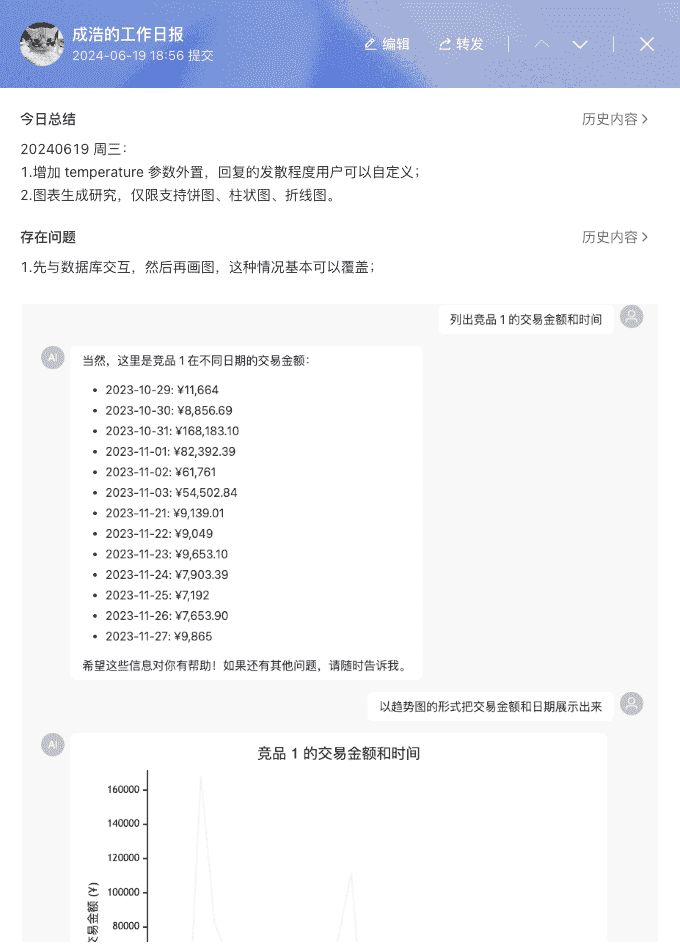 成浩的工作日报
2024-06-19 18:56 提交
编辑
转发
今日总结
历史内容
20240619 周三：
1.增加 temperature 参数外置，回复的发散程度用户可以自定义；
2.图表生成研究，仅限支持饼图、柱状图、折线图。
存在问题
历史内容
1.先与数据库交互，然后再画图，这种情况基本可以覆盖；
列出竞品 1 的交易金额和时间
AI
当然，这里是竞品 1 在不同日期的交易金额：
• 2023-10-29: ¥11,664
• 2023-10-30: ¥8,856.69
• 2023-10-31: ¥168,183.10
• 2023-11-01: ¥82,392.39
• 2023-11-02: ¥61,761
• 2023-11-03: ¥54,502.84
• 2023-11-21: ¥9,139.01
• 2023-11-22: ¥9,049
• 2023-11-23: ¥9,653.10
• 2023-11-24: ¥7,903.39
• 2023-11-25: ¥7,192
• 2023-11-26: ¥7,653.90
• 2023-11-27: ¥9,865
希望这些信息对你有帮助！如果还有其他问题，请随时告诉我。
以趋势图的形式把交易金额和日期展示出来
AI
竞品 1 的交易金额和时间
160000
140000
120000
100000
80000
交易金额 (¥)